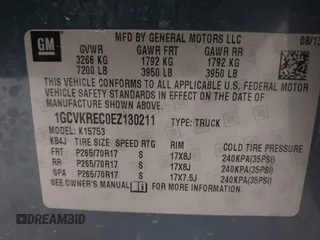 GM
MFD BY GENERAL MOTORS LLC
08/13
GVWR GAWR FRT GAWR RR
3266 KG 1792 KG 1792 KG
7200 LB 3950 LB 3950 LB
THIS VEHICLE CONFORMS TO ALL APPLICABLE U.S. FEDERAL MOTOR
VEHICLE SAFETY STANDARDS IN EFFECT ON THE DATE OF
MANUFACTURE SHOWN ABOVE.
1GCVKREC0EZ130211 TYPE: TRUCK
MODEL: K15753
KB4J TIRE SIZE SPEED RTG RIM COLD TIRE PRESSURE
FRT P265/70R17 S 17X8J 240KPA(35PSI)
RR P265/70R17 S 17X8J 240KPA(35PSI)
SPA P265/70R17 S 17X7.5J 240KPA(35PSI)
SEE OWNER'S MANUAL
DREAMBID
AUTOASTAT